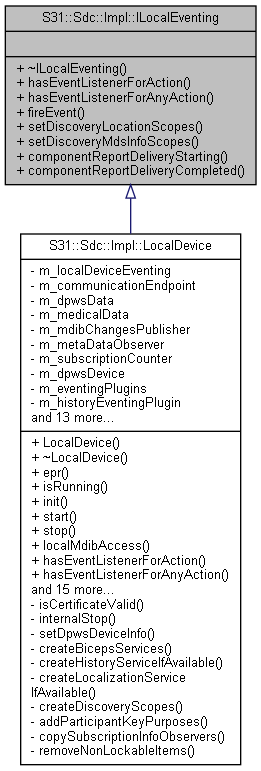 S31::Sdc::Impl::ILocalEventing
+ ~ILocalEventing()
+ hasEventListenerForAction()
+ hasEventListenerForAnyAction()
+ fireEvent()
+ setDiscoveryLocationScopes()
+ setDiscoveryMdsInfoScopes()
+ componentReportDeliveryStarting()
+ componentReportDeliveryCompleted()
S31::Sdc::Impl::LocalDevice
- m_localDeviceEventing
- m_communicationEndpoint
- m_dpwsData
- m_medicalData
- m_mdibChangesPublisher
- m_metaDataObserver
- m_subscriptionCounter
- m_dpwsDevice
- m_eventingPlugins
- m_historyEventingPlugin
and 13 more...
+ LocalDevice()
+ ~LocalDevice()
+ epr()
+ isRunning()
+ init()
+ start()
+ stop()
+ localMdibAccess()
+ hasEventListenerForAction()
+ hasEventListenerForAnyAction()
and 15 more...
- isCertificateValid()
- internalStop()
- setDpwsDeviceInfo()
- createBicepsServices()
- createHistoryServiceIfAvailable()
- createLocalizationService
IfAvailable()
- createDiscoveryScopes()
- addParticipantKeyPurposes()
- copySubscriptionInfoObservers()
- removeNonLockableItems()